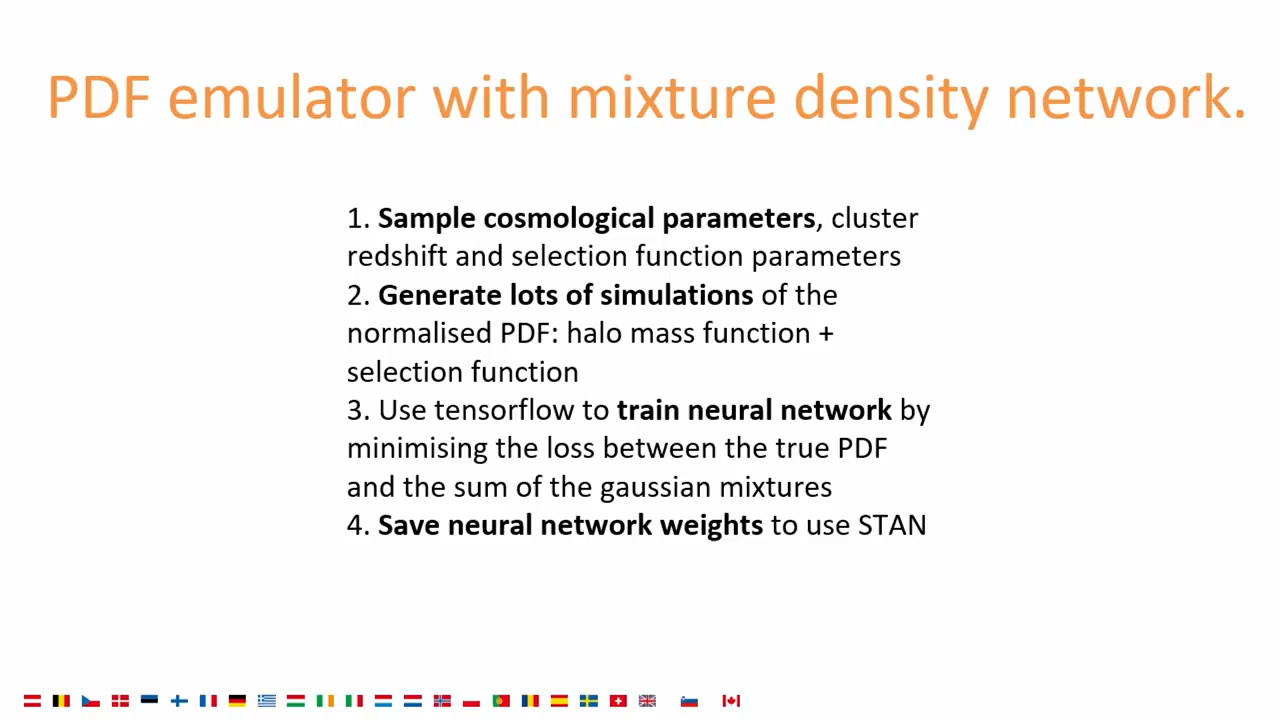 PDF emulator with mixture density network.
1. Sample cosmological parameters, cluster
redshift and selection function parameters
2. Generate lots of simulations of the
normalised PDF: halo mass function +
selection function
3. Use tensorflow to train neural network by
minimising the loss between the true PDF
and the sum of the gaussian mixtures
4. Save neural network weights to use STAN